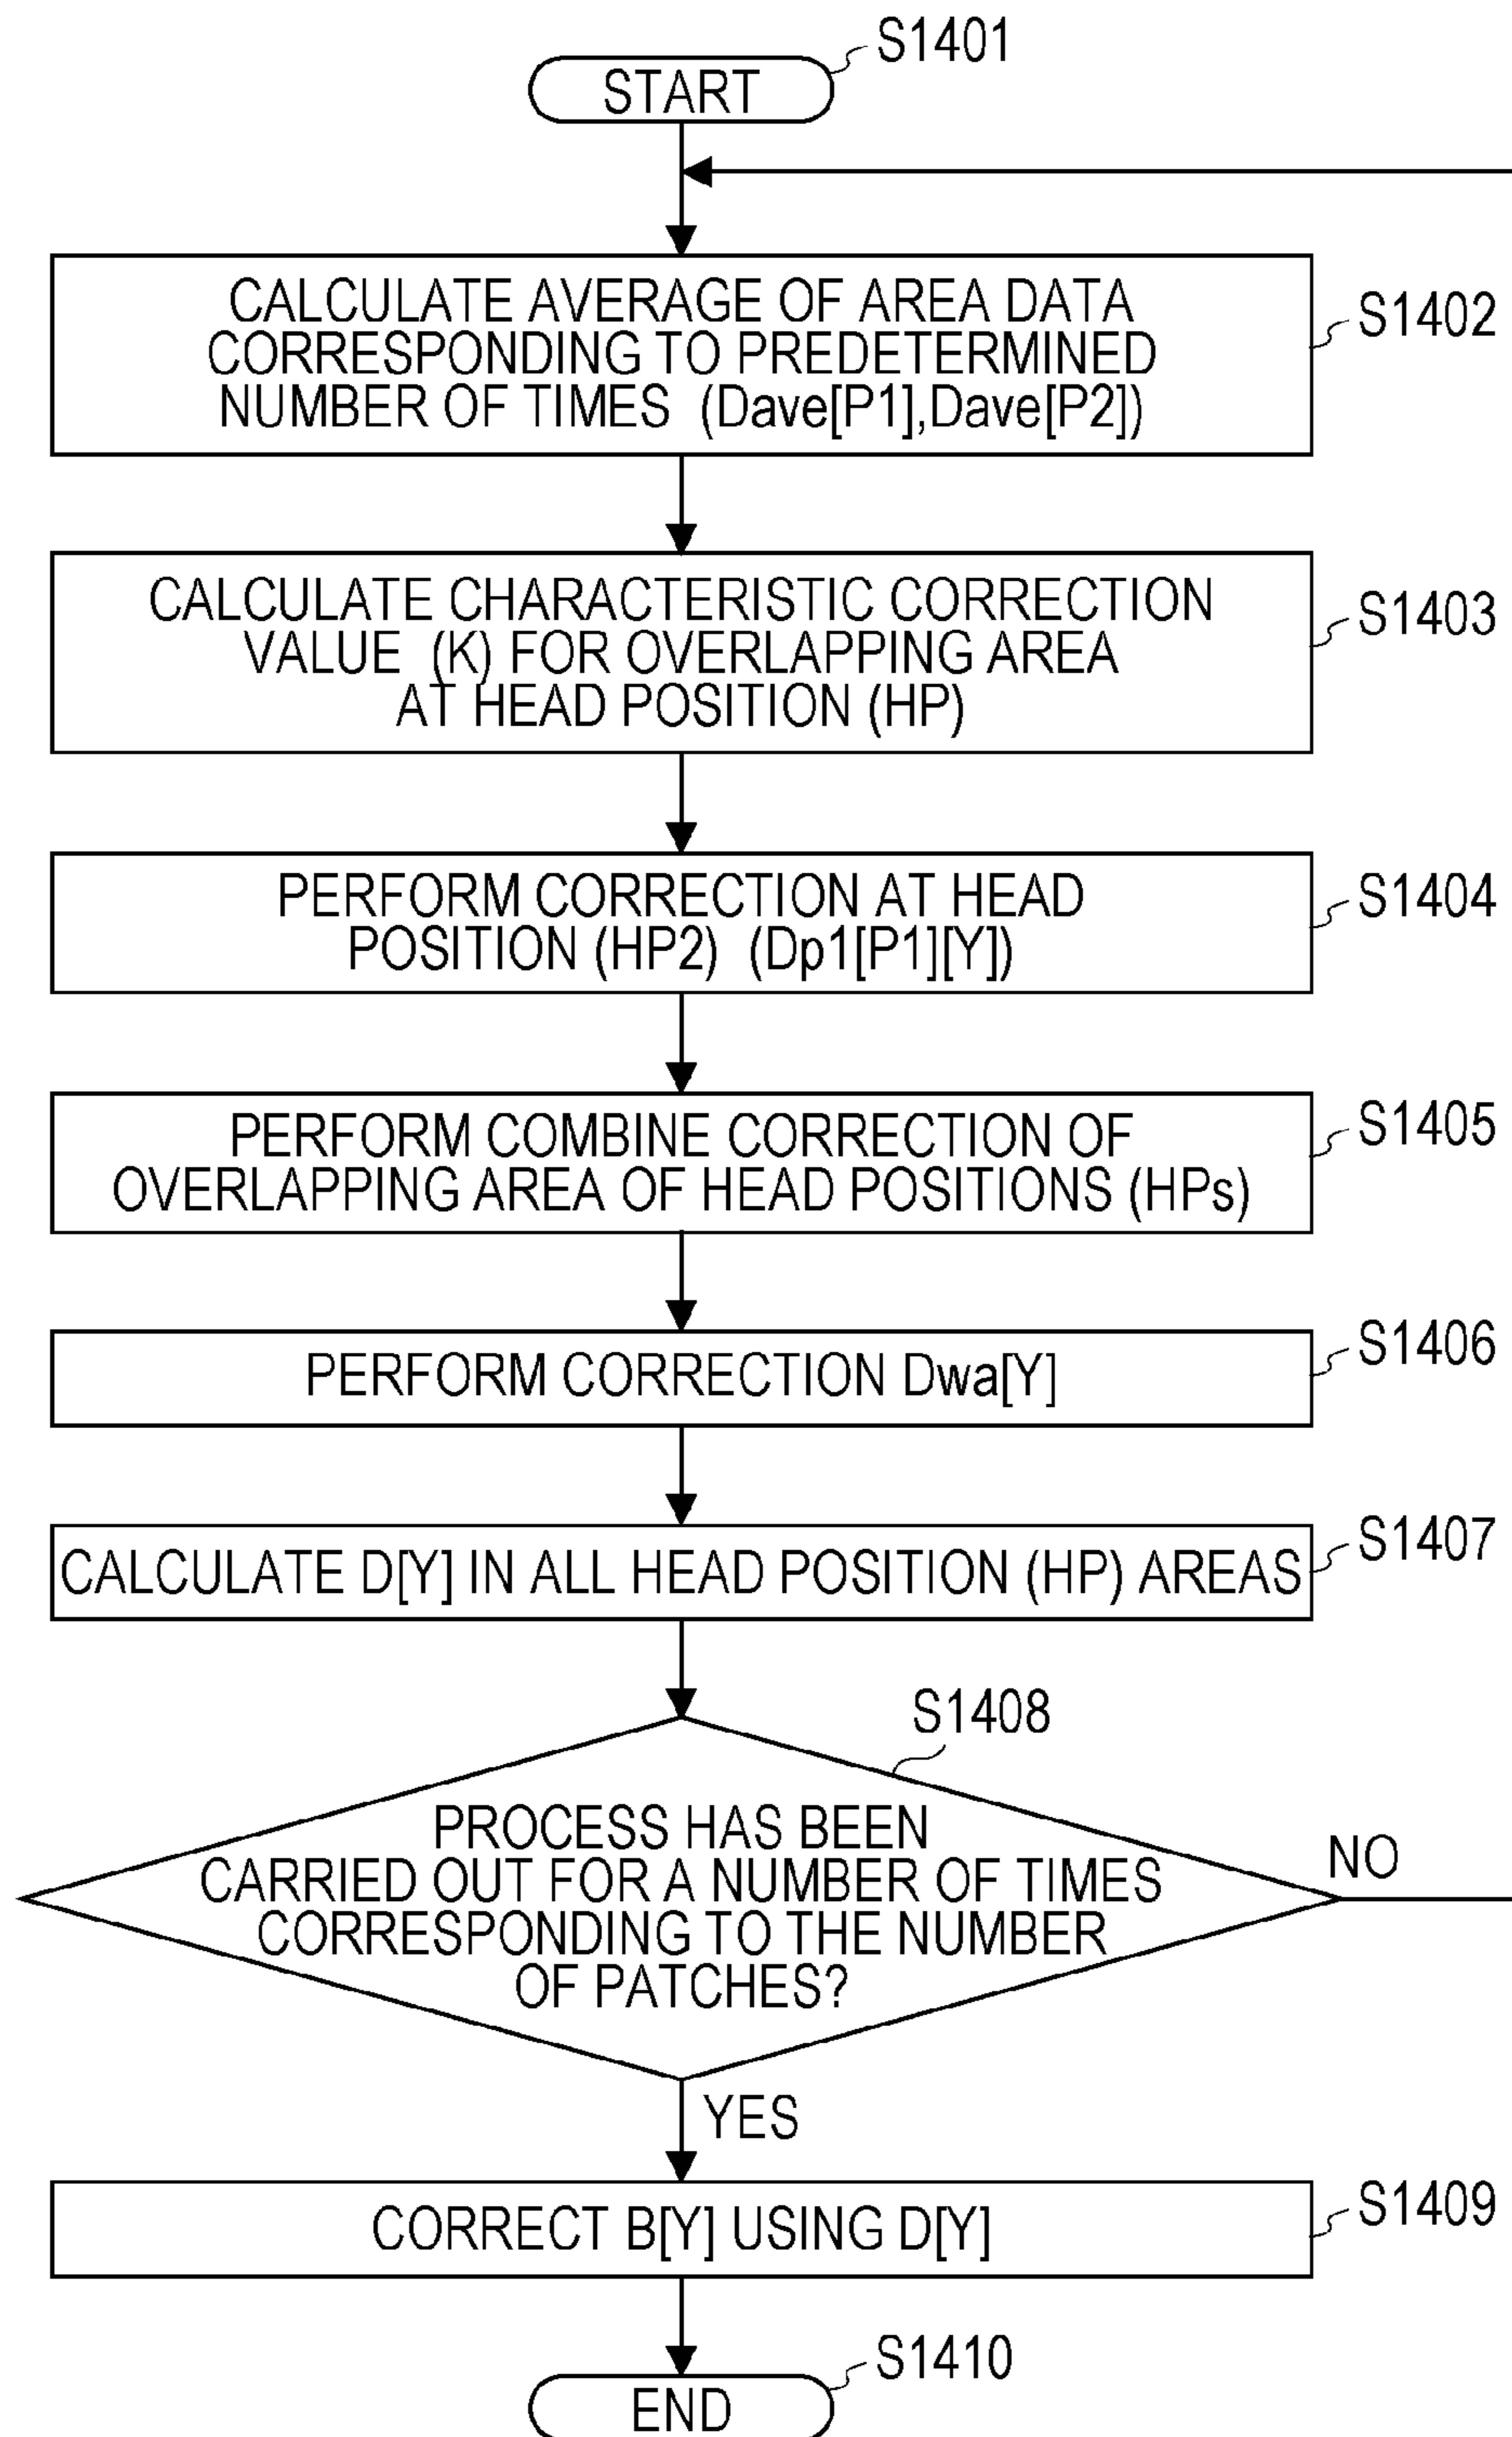 S1401
START
CALCULATE AVERAGE OF AREA DATA
CORRESPONDING TO PREDETERMINED
NUMBER OF TIMES (Dave[P1],Dave[P2])
S1402
CALCULATE CHARACTERISTIC CORRECTION
VALUE (K) FOR OVERLAPPING AREA
AT HEAD POSITION (HP)
S1403
PERFORM CORRECTION AT HEAD
POSITION (HP2) (Dp1[P1][Y])
S1404
PERFORM COMBINE CORRECTION OF
OVERLAPPING AREA OF HEAD POSITIONS (HPs)
S1405
PERFORM CORRECTION Dwa[Y]
S1406
CALCULATE D[Y] IN ALL HEAD POSITION (HP) AREAS
S1407
S1408
PROCESS HAS BEEN
CARRIED OUT FOR A NUMBER OF TIMES
CORRESPONDING TO THE NUMBER
OF PATCHES?
NO
YES
CORRECT B[Y] USING D[Y]
S1409
S1410
END